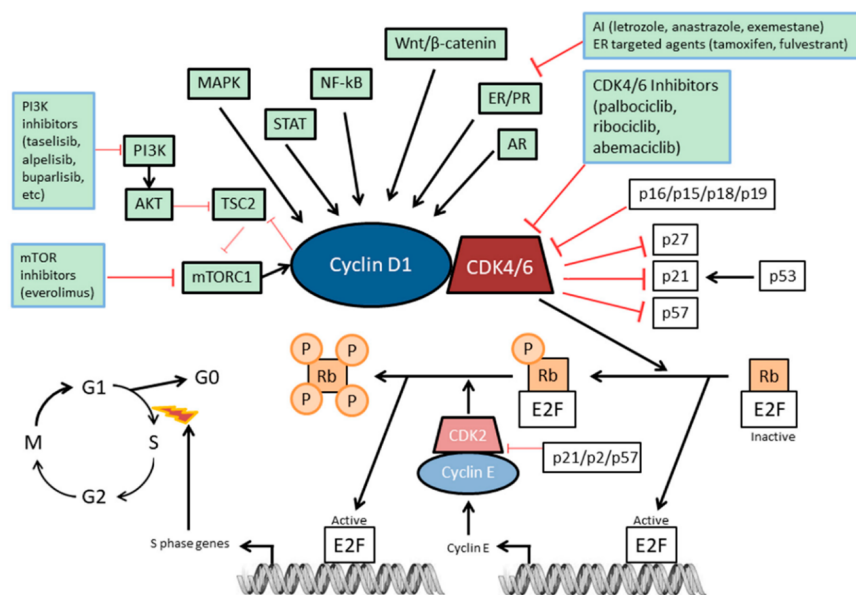 AI (letrozole, anastrazole, exemestane)
ER targeted agents (tamoxifen, fulvestrant)
Wnt/β-catenin
NF-kB
MAPK
ER/PR
STAT
AR
CDK4/6 Inhibitors
(palbociclib,
ribociclib,
abemaciclib)
PI3K
inhibitors
(taselisib,
alpelisib,
buparlisib,
etc)
PI3K
AKT
TSC2
p16/p15/p18/p19
mTOR
inhibitors
(everolimus)
mTORC1
Cyclin D1
CDK4/6
p27
p21
p53
p57
P
P
Rb
P
P
P
Rb
E2F
Rb
E2F
Inactive
G1
G0
M
S
G2
CDK2
Cyclin E
p21/p2/p57
Active
E2F
Active
E2F
S phase genes
Cyclin E